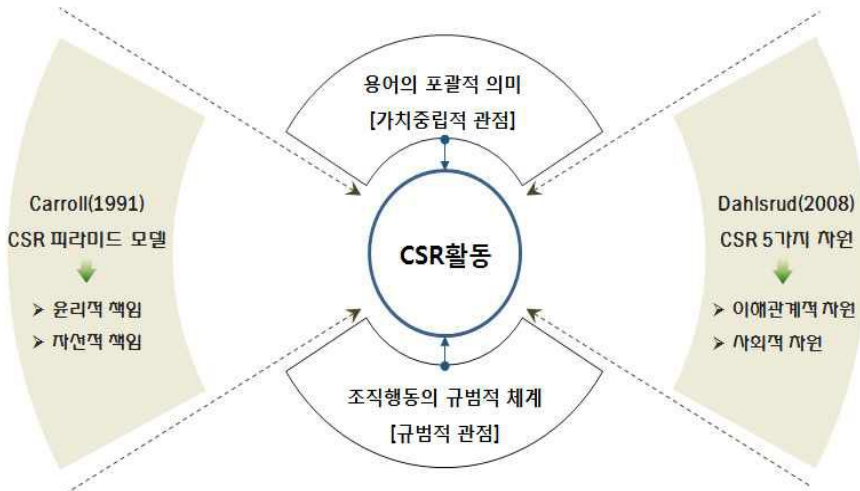 용어의 포괄적 의미
[가치중립적 관점]
Carroll(1991)
CSR 피라미드 모델
➢ 윤리적 책임
➢ 자선적 책임
CSR활동
Dahlsrud(2008)
CSR 5가지 차원
➢ 이해관계적 차원
➢ 사회적 차원
조직행동의 규범적 체계
[규범적 관점]